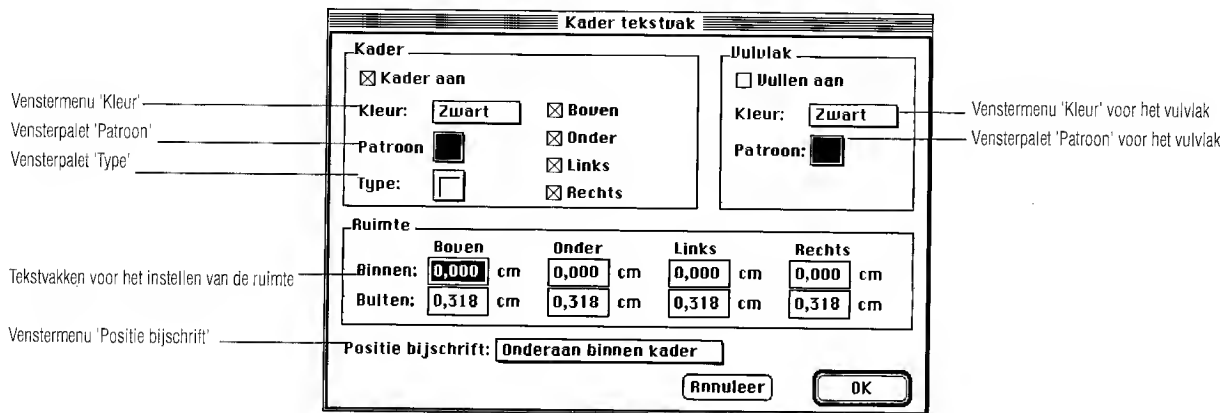 Kader tekstvak
Kader
Kader aan
Kleur: Zwart
Patroon
Type:
Boven
Onder
Links
Rechts
Vulvlak
Vullen aan
Kleur: Zwart
Patroon:
Ruimte
Boven Onder Links Rechts
Binnen: 0,000 cm 0,000 cm 0,000 cm 0,000 cm
Buiten: 0,318 cm 0,318 cm 0,318 cm 0,318 cm
Positie bijschrift: Onderaan binnen kader
Annuleer OK
Venstermenu 'Kleur'
Vensterpalet 'Patroon'
Vensterpalet 'Type'
Tekstvakken voor het instellen van de ruimte
Venstermenu 'Positie bijschrift'
Venstermenu 'Kleur' voor het vulvlak
Vensterpalet 'Patroon' voor het vulvlak